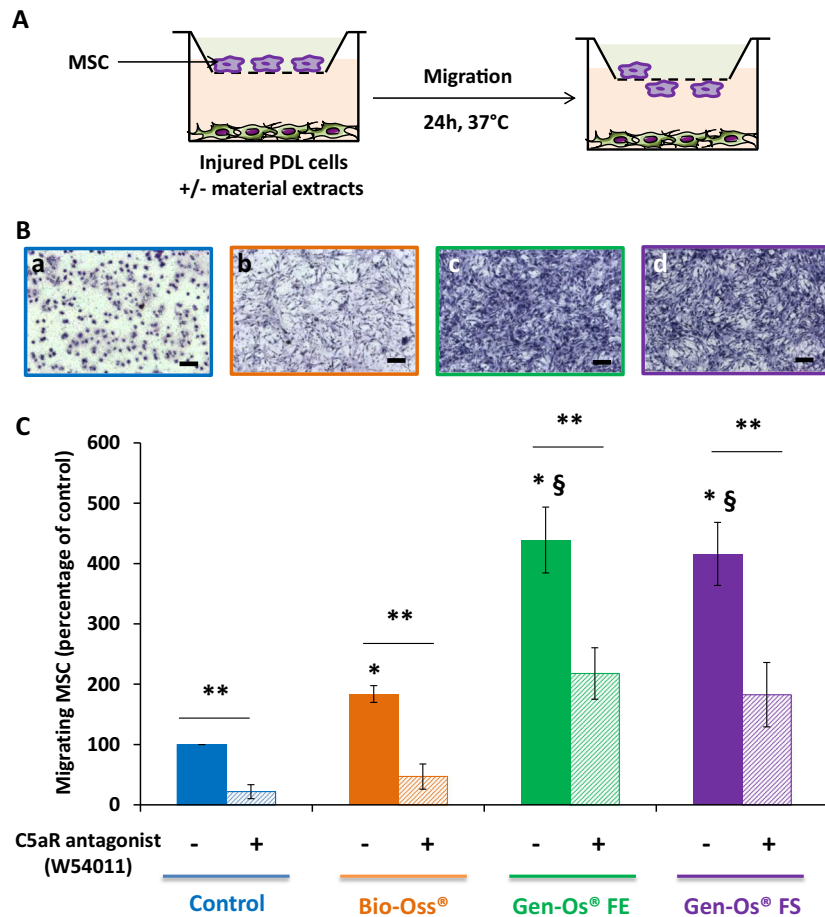 A
MSC
Migration
24h, 37°C
Injured PDL cells
+/- material extracts
B
a
b
c
d
C
Migrating MSC (percentage of control)
600
500
400
300
200
100
0
**
*
**
* §
**
* §
**
C5aR antagonist
(W54011)
- + - + - + - +
Control Bio-Oss® Gen-Os® FE Gen-Os® FS